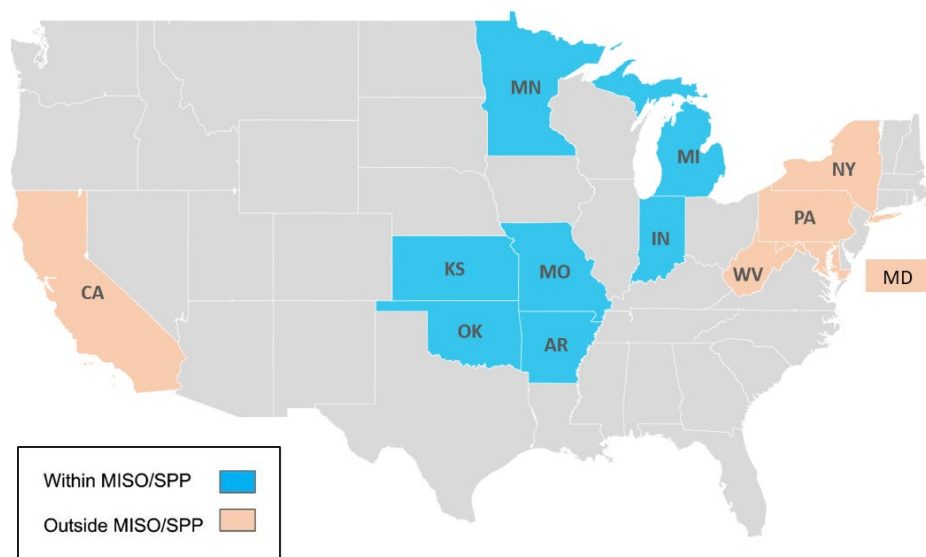 MN
MI
NY
PA
IN
WV
MD
KS
MO
CA
OK
AR
Within MISO/SPP
Outside MISO/SPP